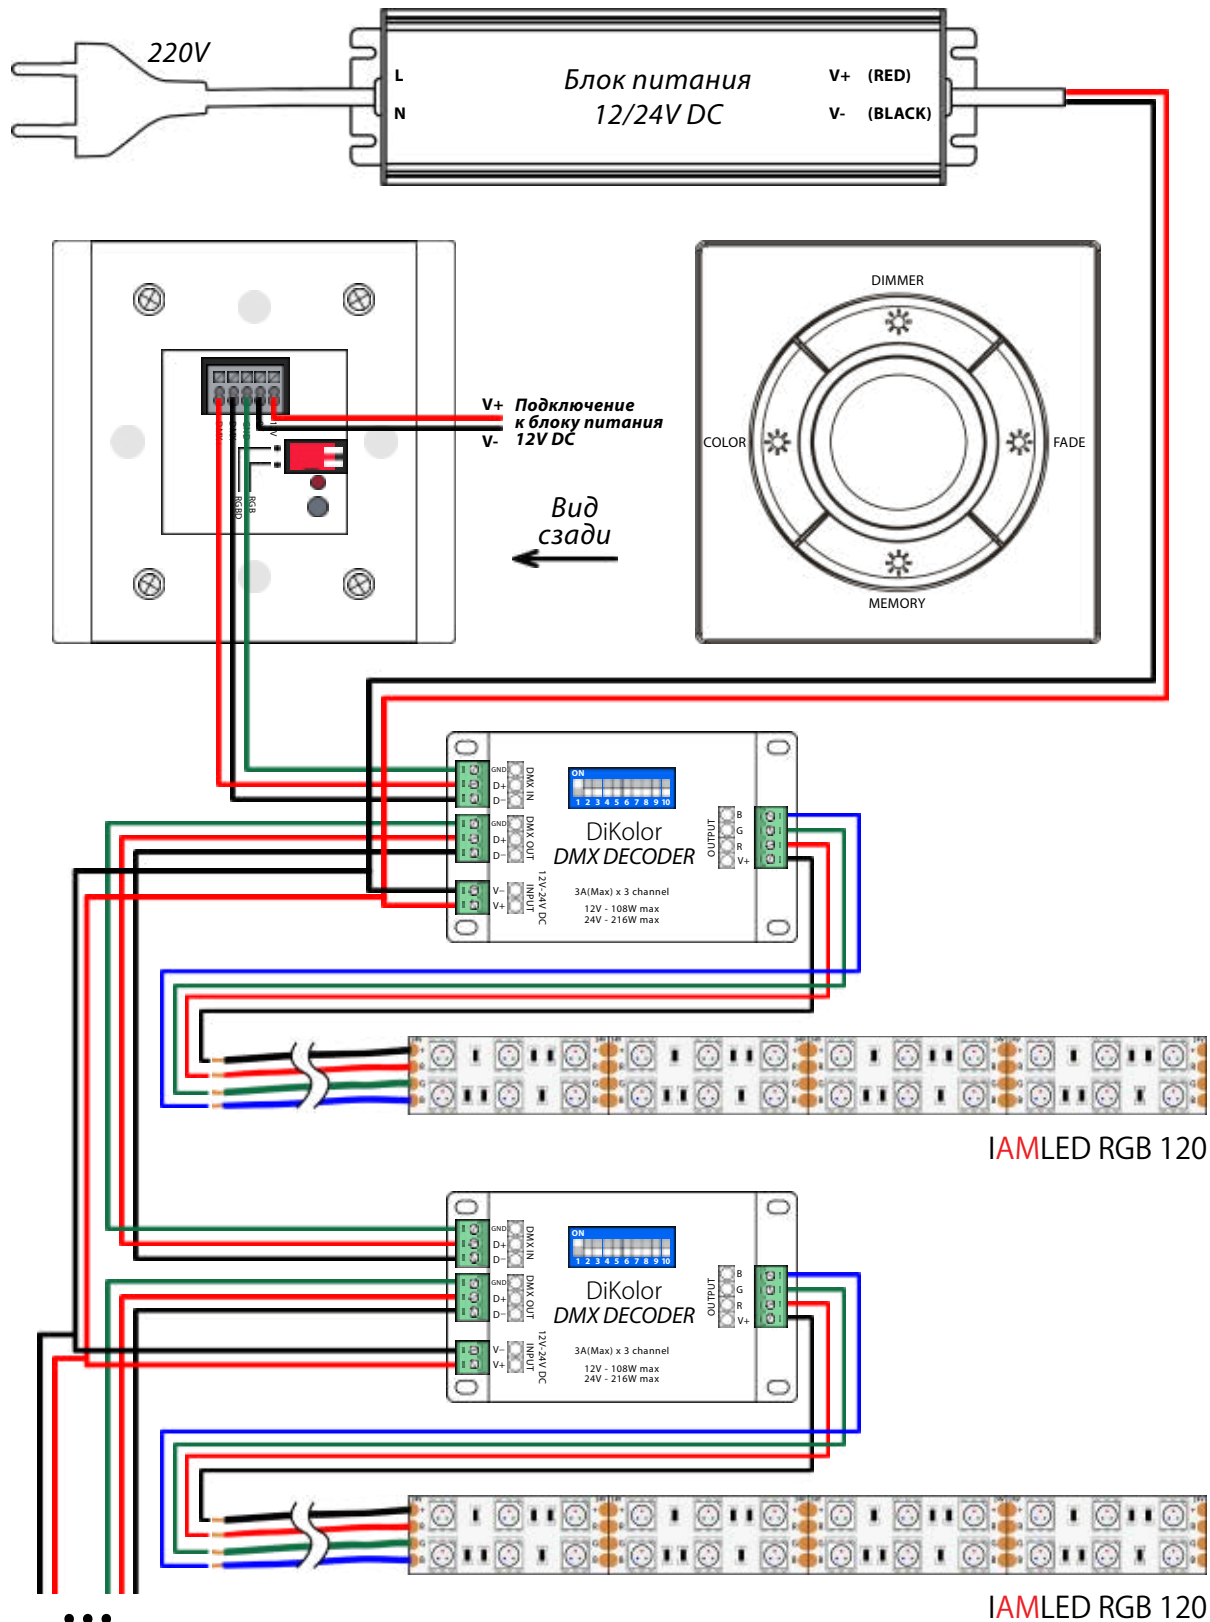 220V
L
N
Блок питания
12/24V DC
V+ (RED)
V- (BLACK)
V+
V-
Подключение
к блоку питания
12V DC
RGBD
RGB
Вид
сзади
DIMMER
COLOR
FADE
MEMORY
GND
D+
D-
DMX IN
GND
D+
D-
DMX OUT
V-
V+
INPUT
12V-24V DC
ON
1 2 3 4 5 6 7 8 9 10
DiKolor
DMX DECODER
3A(Max) x 3 channel
12V - 108W max
24V - 216W max
OUTPUT
B
G
R
V+
IAMLED RGB 120
GND
D+
D-
DMX IN
GND
D+
D-
DMX OUT
V-
V+
INPUT
12V-24V DC
ON
1 2 3 4 5 6 7 8 9 10
DiKolor
DMX DECODER
3A(Max) x 3 channel
12V - 108W max
24V - 216W max
OUTPUT
B
G
R
V+
IAMLED RGB 120
...